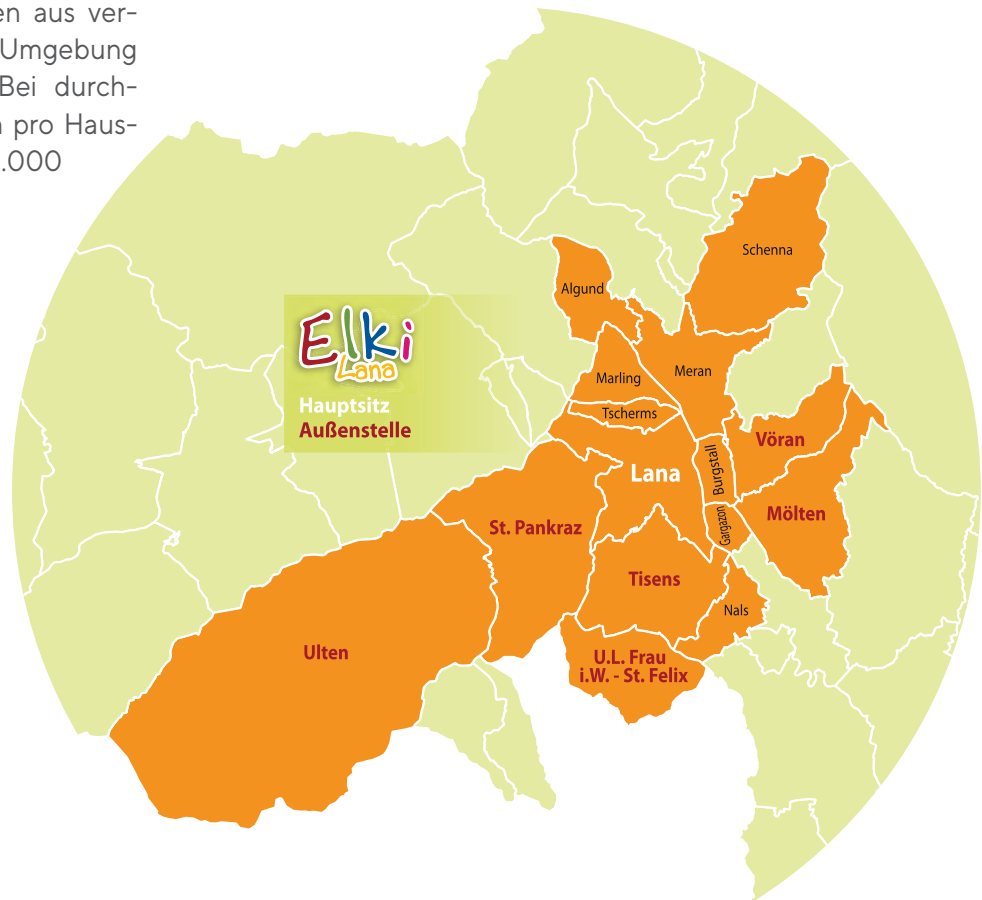 en aus ver-
Umgebung
Bei durch-
pro Haus-
.000
Schenna
Algund
Elki
Lana
Hauptsitz
Außenstelle
Marling
Meran
Tscherms
Vöran
Burgstall
Lana
St. Pankraz
Mölten
Gargazon
Tisens
Nals
Ulten
U.L. Frau
i.W. - St. Felix